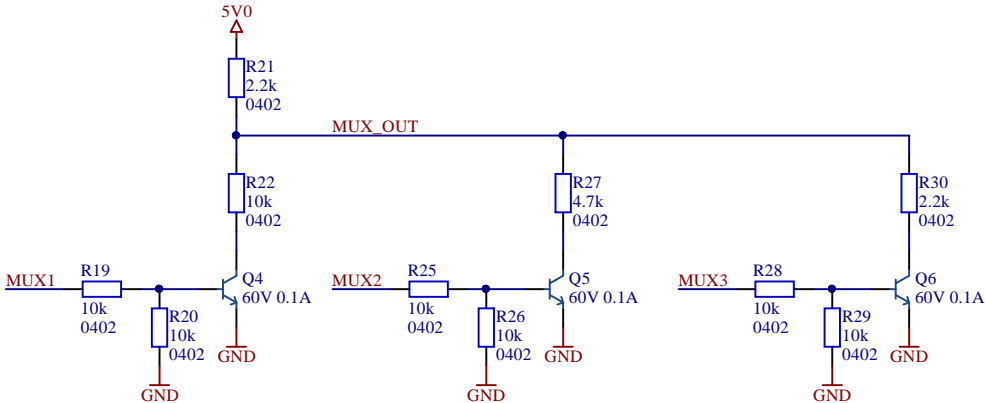 5V0
R21
2.2k
0402
MUX_OUT
R22
10k
0402
R27
4.7k
0402
R30
2.2k
0402
MUX1
R19
10k
0402
Q4
60V 0.1A
R20
10k
0402
GND
GND
MUX2
R25
10k
0402
Q5
60V 0.1A
R26
10k
0402
GND
GND
MUX3
R28
10k
0402
Q6
60V 0.1A
R29
10k
0402
GND
GND